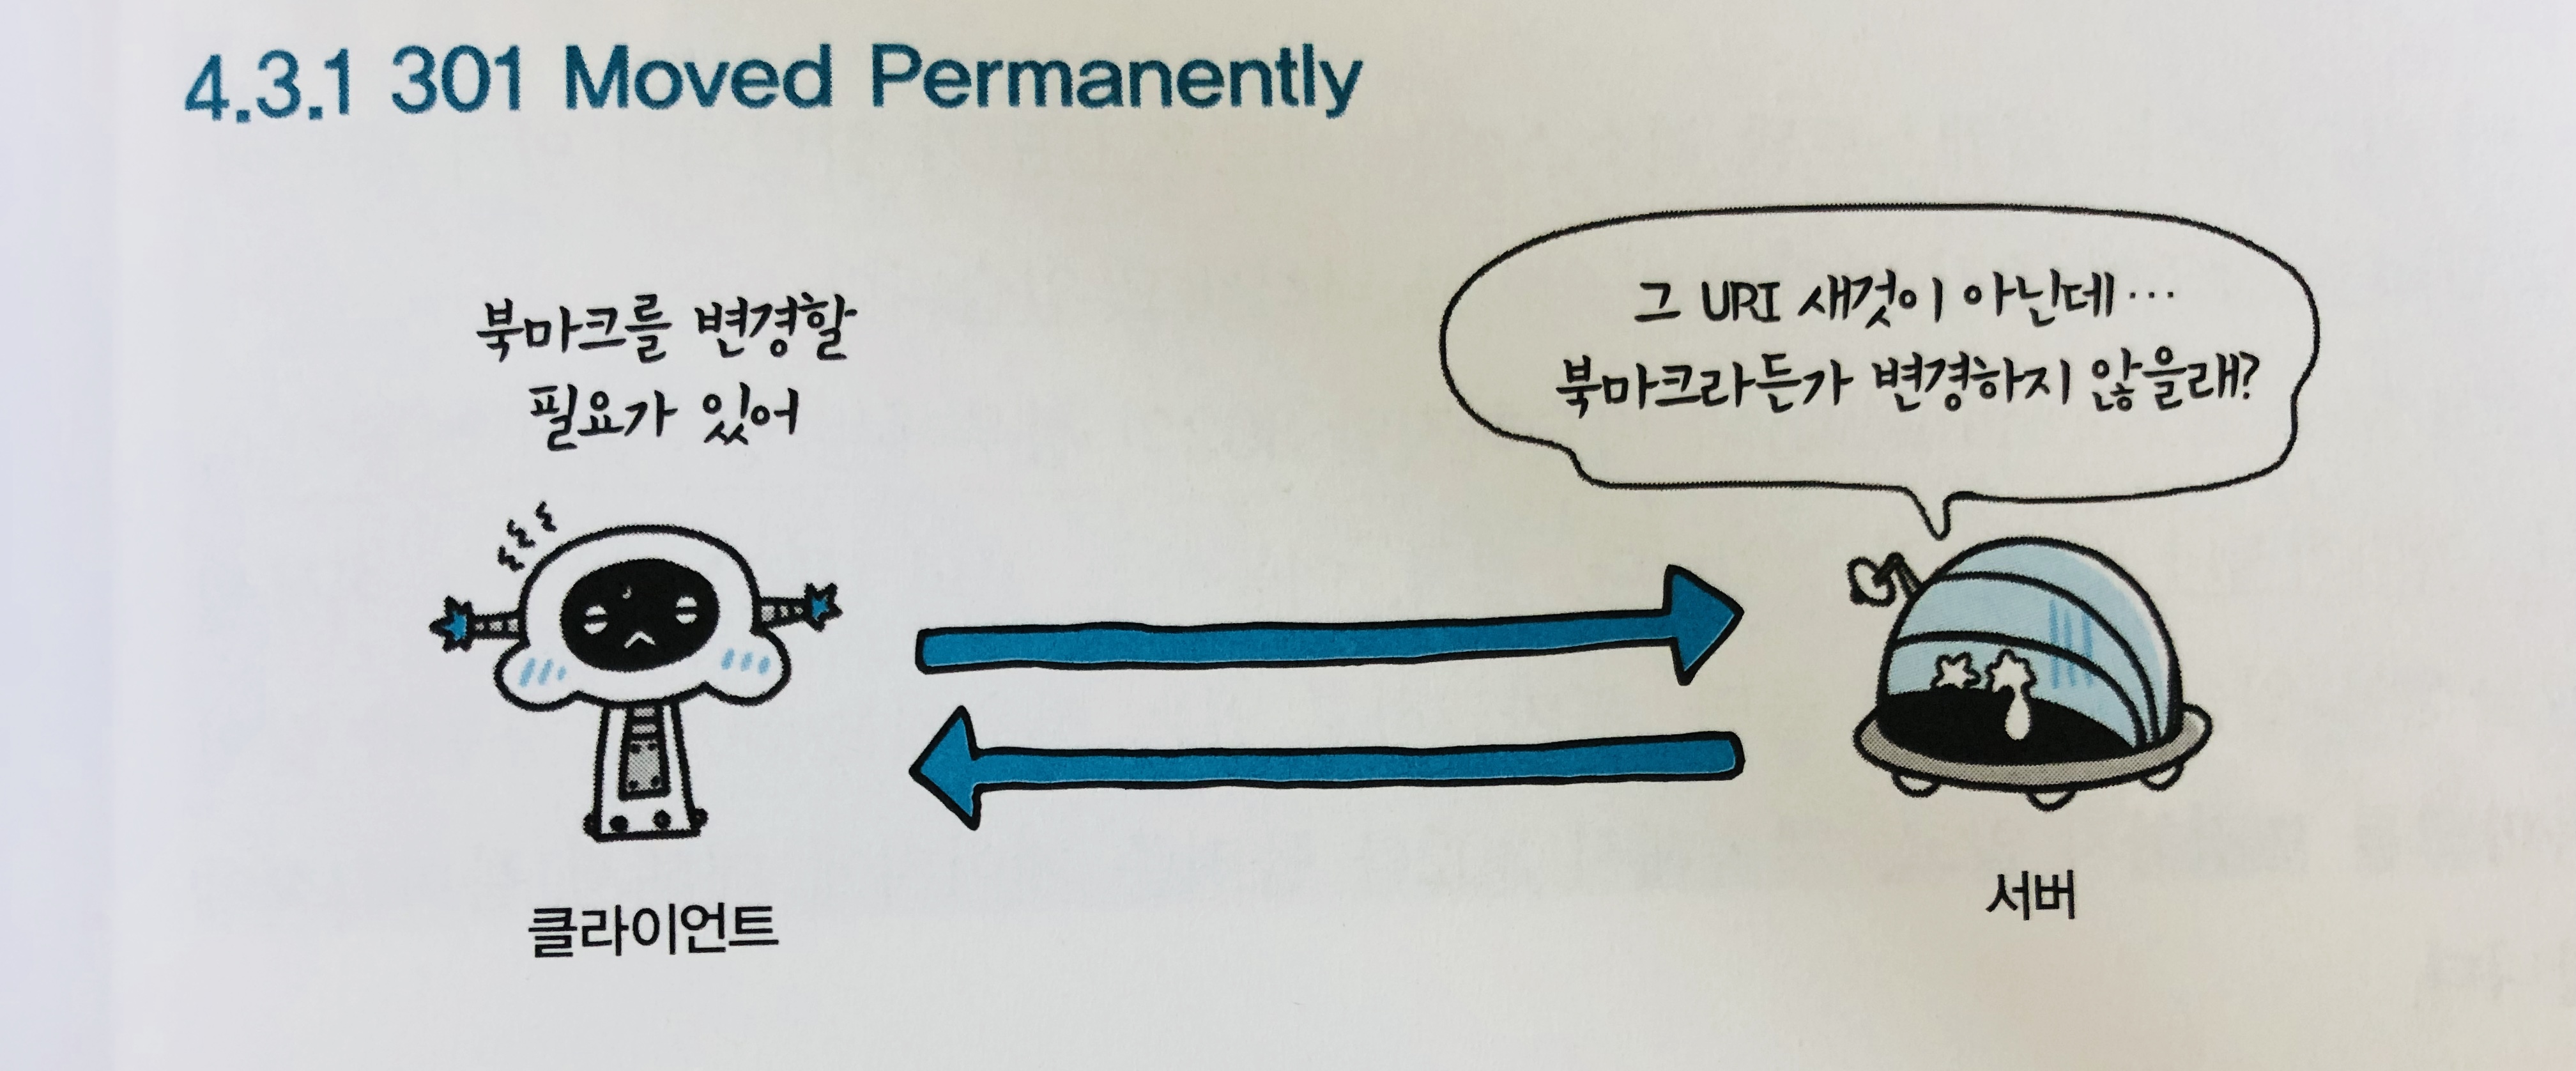 4.3.1 301 Moved Permanently
그 URI 새것이 아닌데…
북마크라든가 변경하지 않을래?
북마크를 변경할
필요가 있어
클라이언트
서버